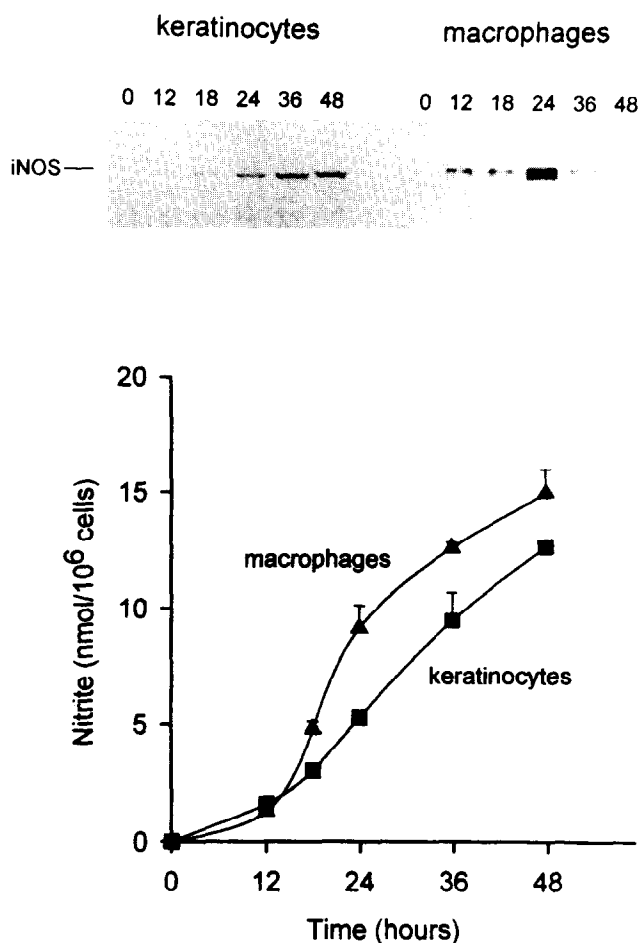 keratinocytes macrophages
0 12 18 24 36 48 0 12 18 24 36 48
iNOS
20
15
10
5
0
Nitrite (nmol/10⁶ cells)
macrophages
keratinocytes
0 12 24 36 48
Time (hours)